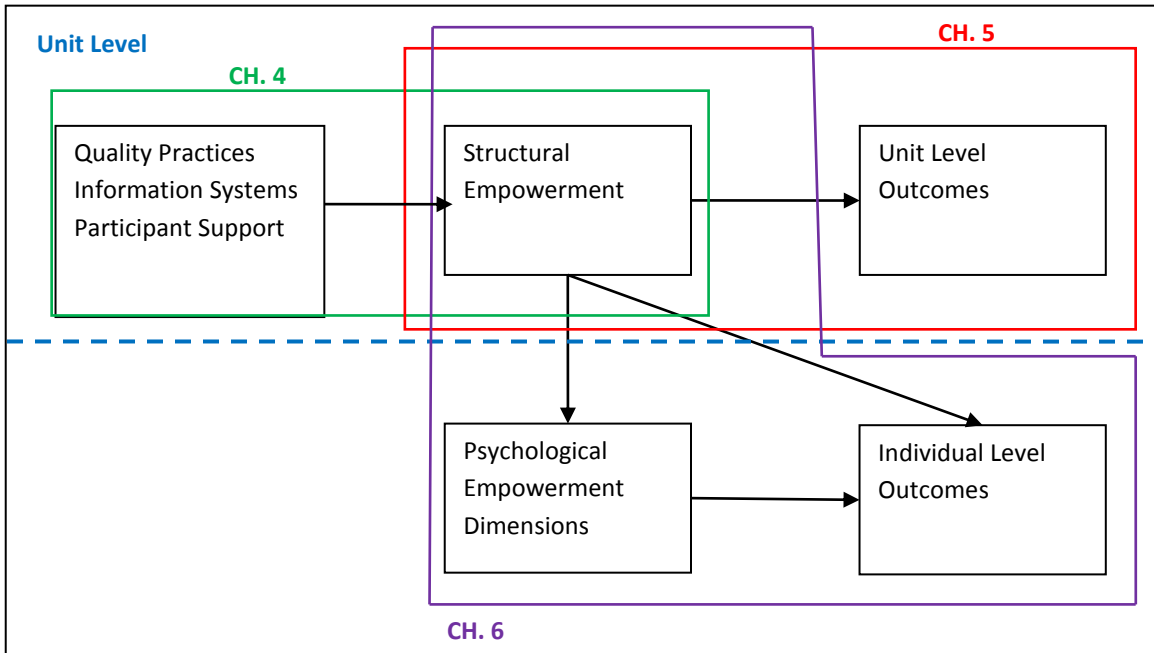 Unit Level
CH. 5
CH. 4
Quality Practices
Information Systems
Participant Support
Structural
Empowerment
Unit Level
Outcomes
Psychological
Empowerment
Dimensions
Individual Level
Outcomes
CH. 6